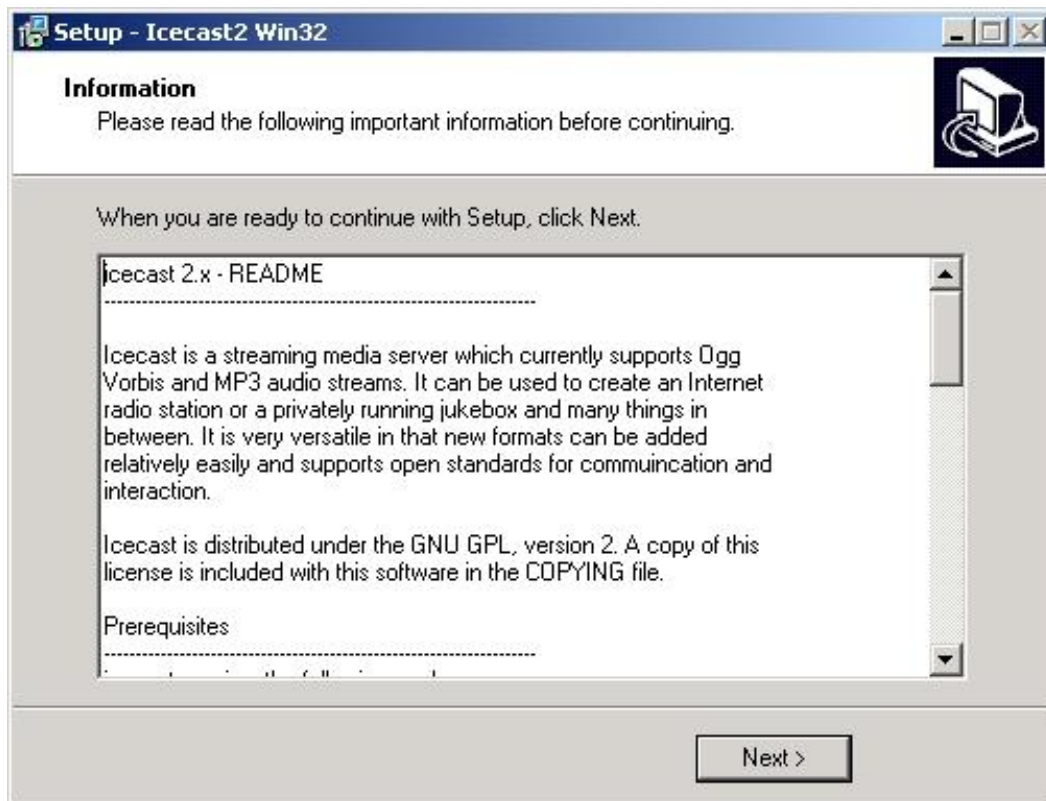 Setup - Icecast2 Win32
Information
Please read the following important information before continuing.
When you are ready to continue with Setup, click Next.
icecast 2.x - README
-----------------------------------------------------------------------
Icecast is a streaming media server which currently supports Ogg
Vorbis and MP3 audio streams. It can be used to create an Internet
radio station or a privately running jukebox and many things in
between. It is very versatile in that new formats can be added
relatively easily and supports open standards for commuincation and
interaction.
Icecast is distributed under the GNU GPL, version 2. A copy of this
license is included with this software in the COPYING file.
Prerequisites
-----------------------------------------------------------------------
Next >